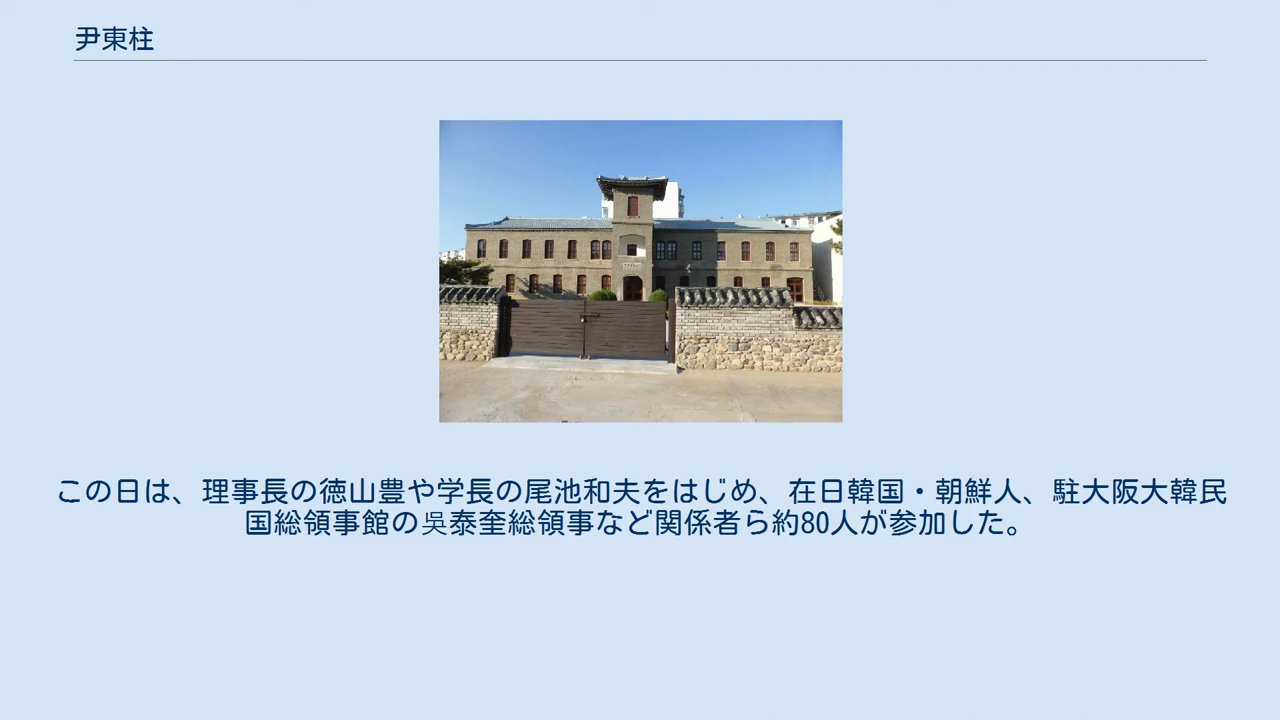 尹東柱
この日は、理事長の徳山豊や学長の尾池和夫をはじめ、在日韓国・朝鮮人、駐大阪大韓民
国総領事館の吳泰奎総領事など関係者ら約80人が参加した。